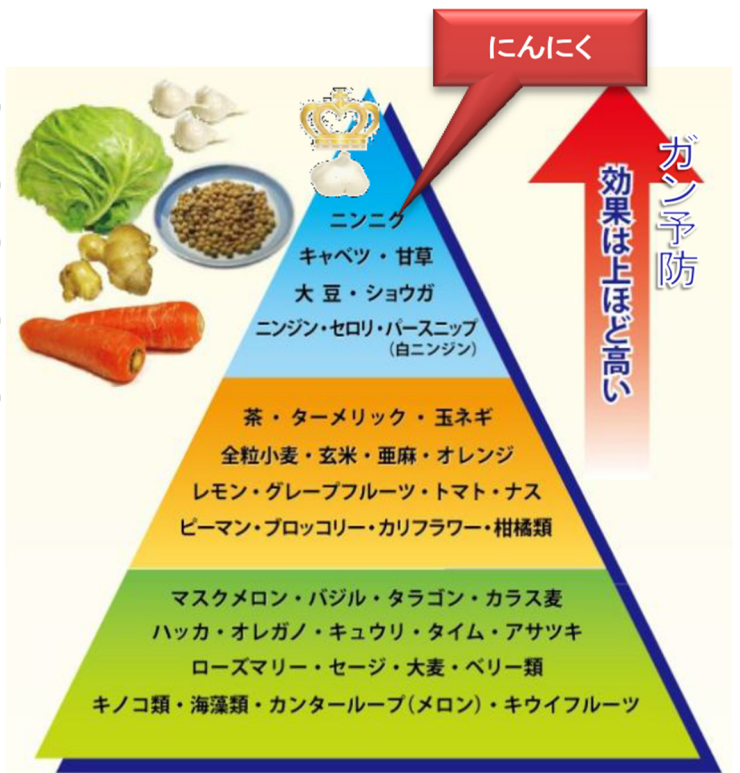 にんにく
ガン予防
効果は上ほど高い
ニンニク
キャベツ・甘草
大豆・ショウガ
ニンジン・セロリ・パースニップ
（白ニンジン）
茶・ターメリック・玉ネギ
全粒小麦・玄米・亜麻・オレンジ
レモン・グレープフルーツ・トマト・ナス
ピーマン・ブロッコリー・カリフラワー・柑橘類
マスクメロン・バジル・タラゴン・カラス麦
ハッカ・オレガノ・キュウリ・タイム・アサツキ
ローズマリー・セージ・大麦・ベリー類
キノコ類・海藻類・カンタールーブ（メロン）・キウイフルーツ